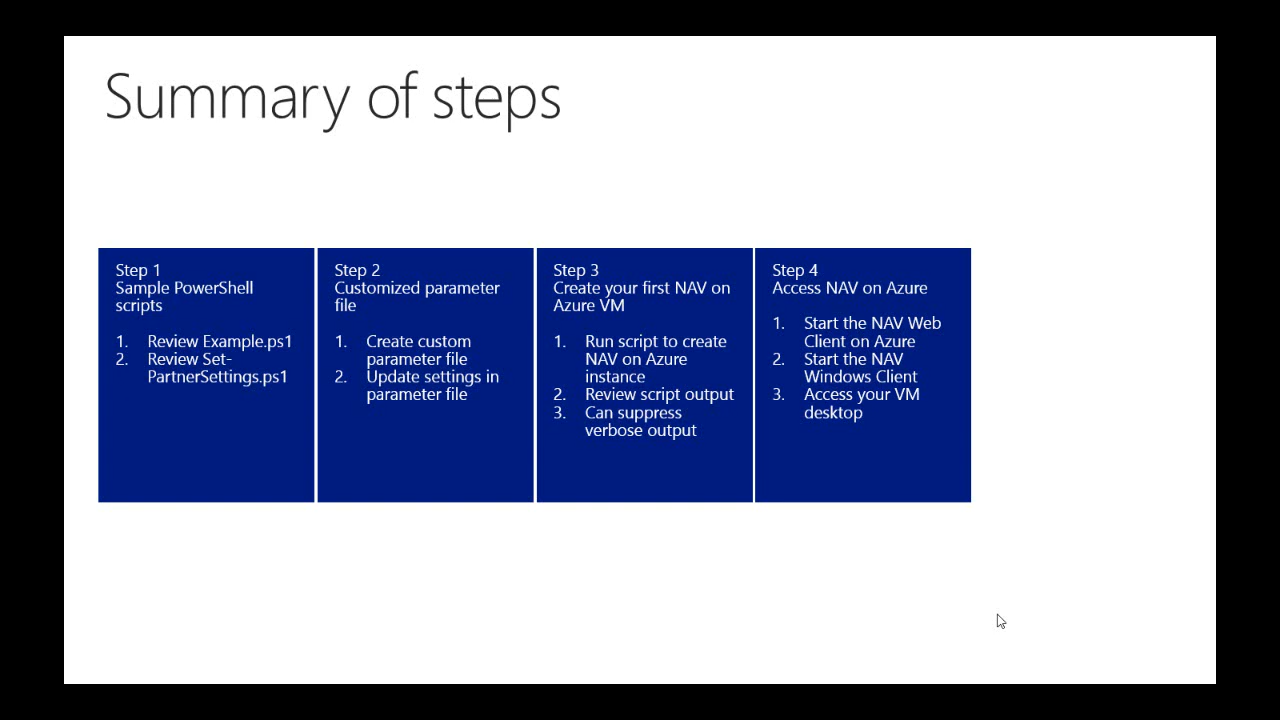 Summary of steps
Step 1
Sample PowerShell
scripts
1. Review Example.ps1
2. Review Set-
PartnerSettings.ps1
Step 2
Customized parameter
file
1. Create custom
parameter file
2. Update settings in
parameter file
Step 3
Create your first NAV on
Azure VM
1. Run script to create
NAV on Azure
instance
2. Review script output
3. Can suppress
verbose output
Step 4
Access NAV on Azure
1. Start the NAV Web
Client on Azure
2. Start the NAV
Windows Client
3. Access your VM
desktop